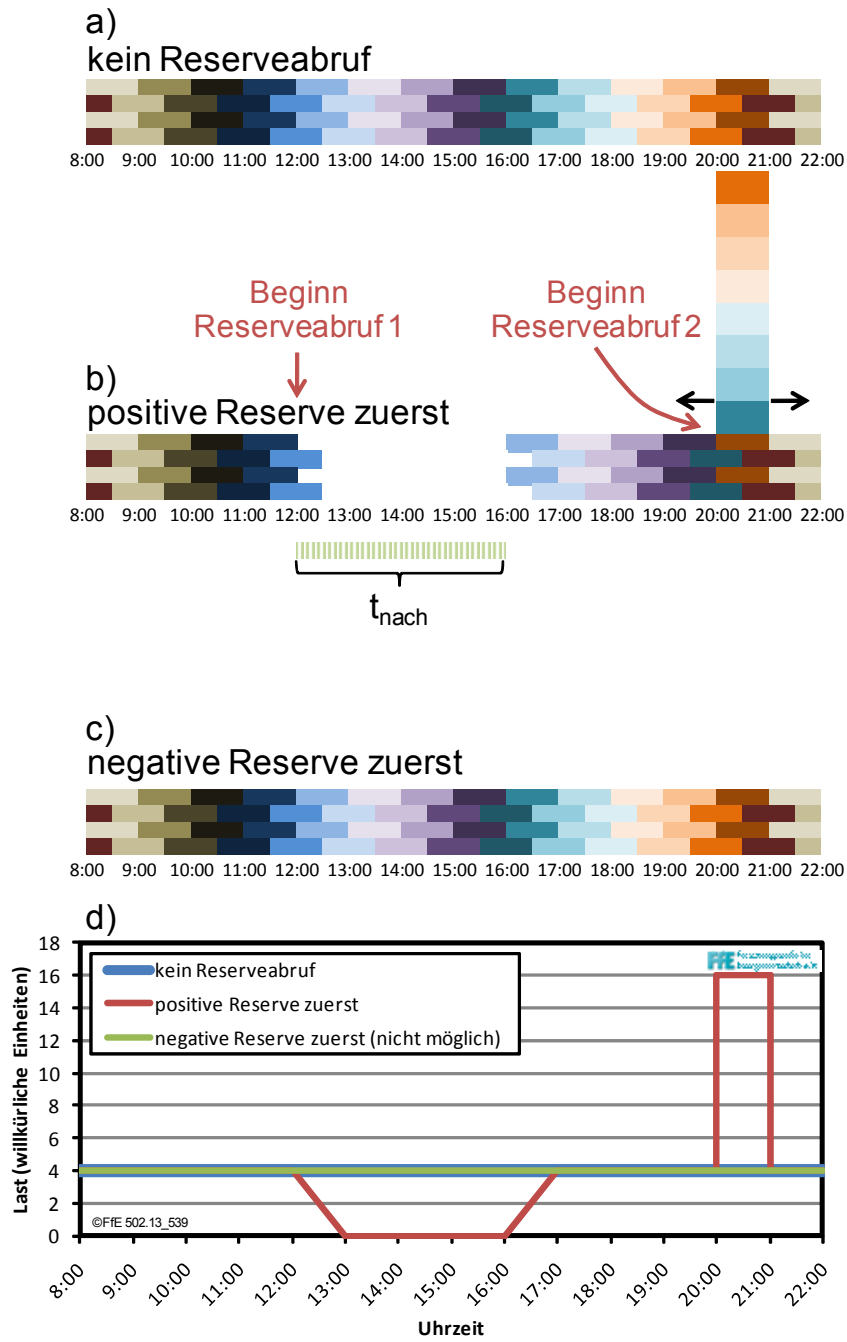 a)
kein Reserveabruf
8:00 9:00 10:00 11:00 12:00 13:00 14:00 15:00 16:00 17:00 18:00 19:00 20:00 21:00 22:00
Beginn
Reserveabruf 1
Beginn
Reserveabruf 2
b)
positive Reserve zuerst
8:00 9:00 10:00 11:00 12:00 13:00 14:00 15:00 16:00 17:00 18:00 19:00 20:00 21:00 22:00
tnach
c)
negative Reserve zuerst
8:00 9:00 10:00 11:00 12:00 13:00 14:00 15:00 16:00 17:00 18:00 19:00 20:00 21:00 22:00
d)
Last (willkürliche Einheiten)
18
16
14
12
10
8
6
4
2
0
kein Reserveabruf
positive Reserve zuerst
negative Reserve zuerst (nicht möglich)
FfE
©FfE 502.13_539
8:00 9:00 10:00 11:00 12:00 13:00 14:00 15:00 16:00 17:00 18:00 19:00 20:00 21:00 22:00
Uhrzeit